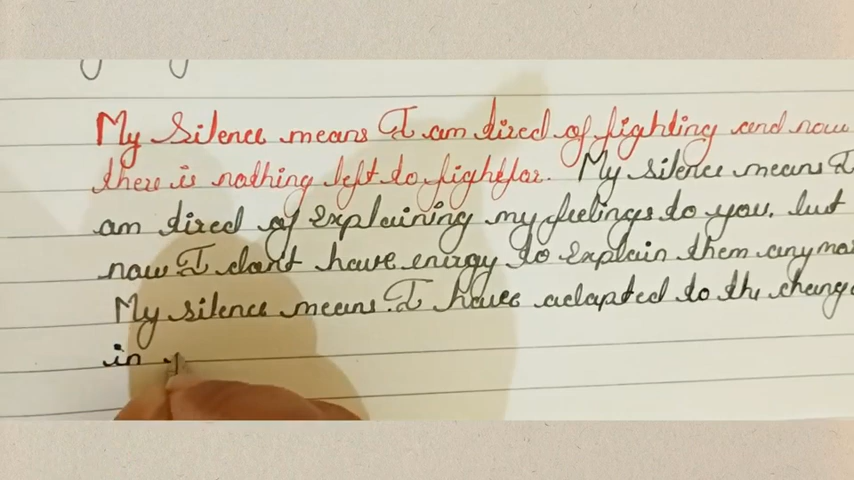 My Silence means I am tired of fighting and now
there is nothing left to fight for. My silence means I
am tired of explaining my feelings to you. but
now I don't have enirgy to explain them anymo
My silence means. I have adapted to the change
in